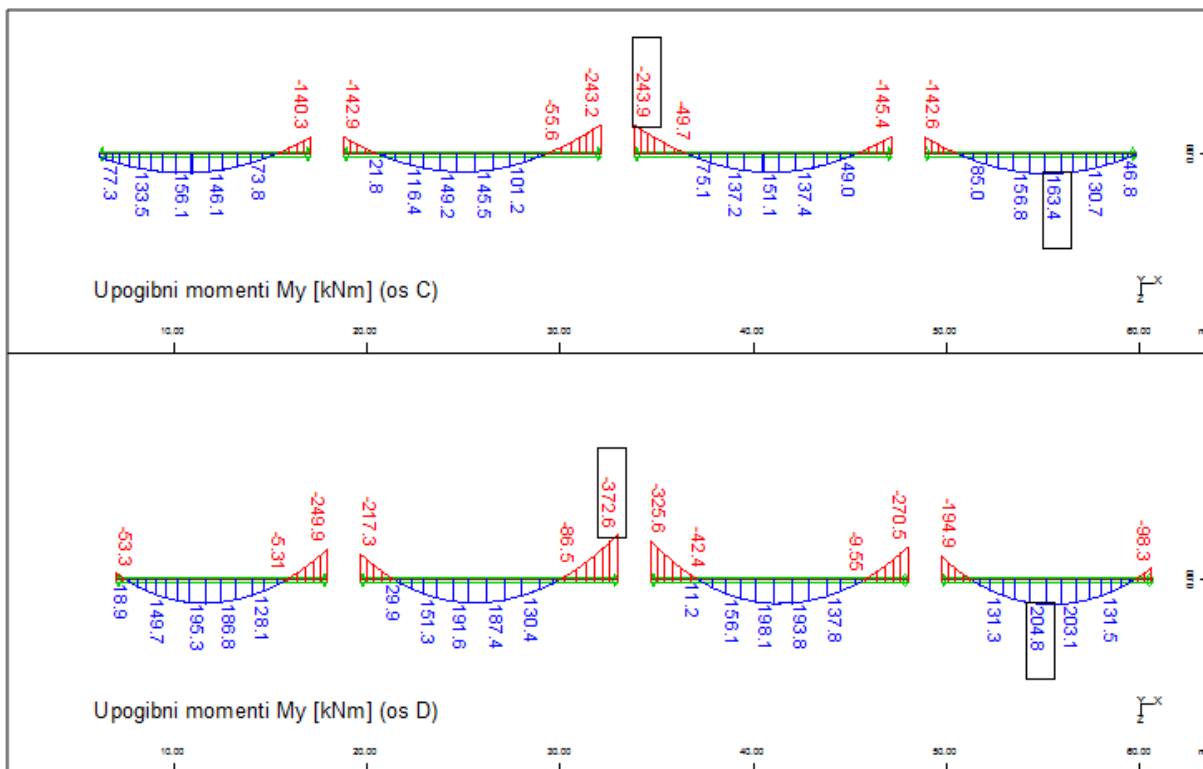 -140.3 -142.9 -55.6 -243.2 -243.9 -49.7 -145.4 -142.6
77.3 133.5 156.1 146.1 73.8 21.8 116.4 149.2 145.5 101.2 75.1 137.2 151.1 137.4 49.0 85.0 156.8 163.4 130.7 46.8
Upogibni momenti My [kNm] (os C)
Y X
Z
10.00 20.00 30.00 40.00 50.00 60.00
-53.3 -5.31 -249.9 -217.3 -86.5 -372.6 -325.6 -42.4 -9.55 -270.5 -194.9 -98.3
18.9 149.7 195.3 186.8 128.1 29.9 151.3 191.6 187.4 130.4 11.2 156.1 198.1 193.8 137.8 131.3 204.8 203.1 131.5
Upogibni momenti My [kNm] (os D)
Y X
Z
10.00 20.00 30.00 40.00 50.00 60.00